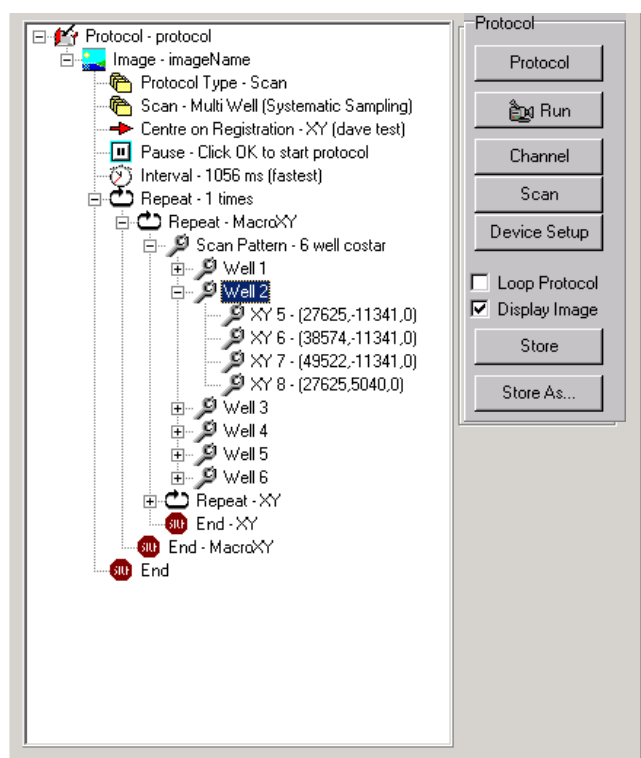 Protocol - protocol
Image - imageName
Protocol Type - Scan
Scan - Multi Well (Systematic Sampling)
Centre on Registration - XY (dave test)
Pause - Click OK to start protocol
Interval - 1056 ms (fastest)
Repeat - 1 times
Repeat - MacroXY
Scan Pattern - 6 well costar
Well 1
Well 2
XY 5 - (27625,-11341,0)
XY 6 - (38574,-11341,0)
XY 7 - (49522,-11341,0)
XY 8 - (27625,5040,0)
Well 3
Well 4
Well 5
Well 6
Repeat - XY
End - XY
End - MacroXY
End
Protocol
Protocol
Run
Channel
Scan
Device Setup
Loop Protocol
Display Image
Store
Store As...